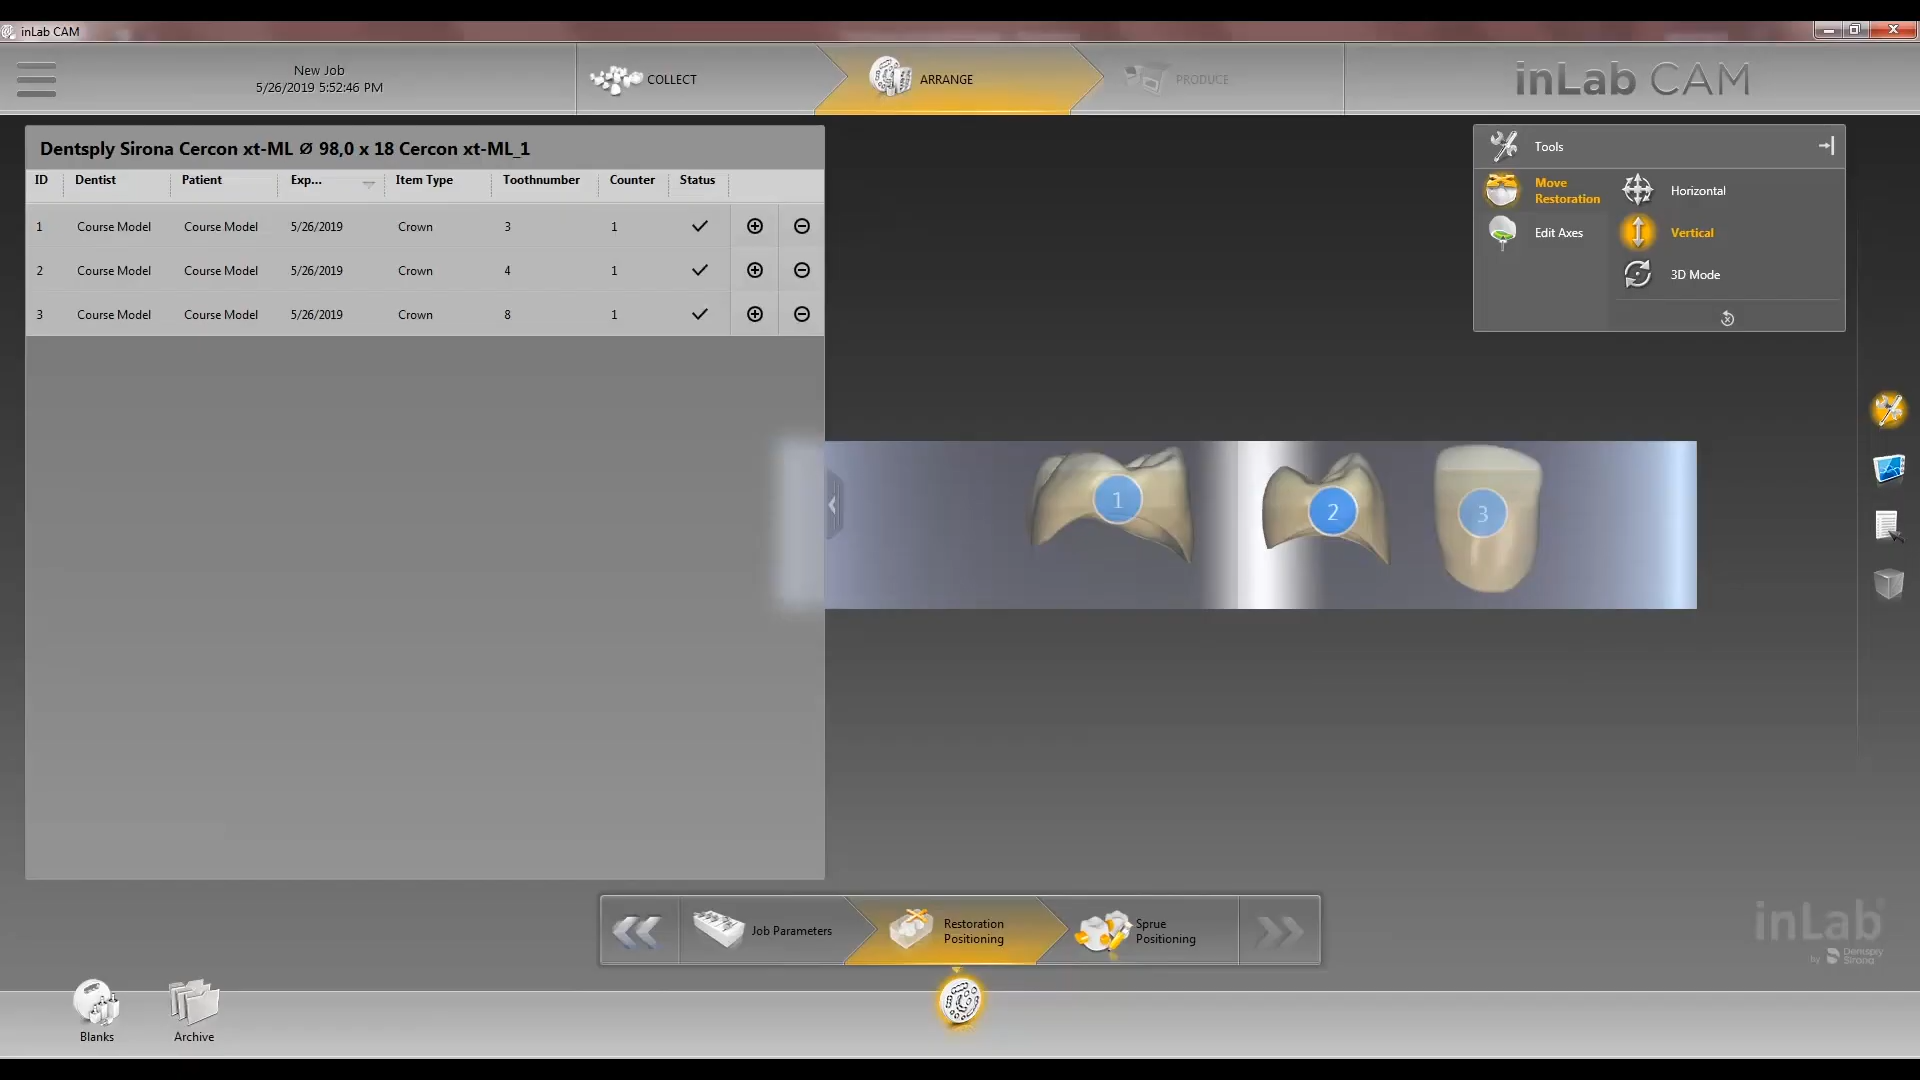 inLab CAM
New Job
5/26/2019 5:52:46 PM
COLLECT
ARRANGE
PRODUCE
inLab CAM
Dentsply Sirona Cercon xt-ML Ø 98,0 x 18 Cercon xt-ML_1
ID Dentist Patient Exp... Item Type Toothnumber Counter Status
1 Course Model Course Model 5/26/2019 Crown 3 1
2 Course Model Course Model 5/26/2019 Crown 4 1
3 Course Model Course Model 5/26/2019 Crown 8 1
Tools
Move
Restoration
Edit Axes
Horizontal
Vertical
3D Mode
1
2
3
Job Parameters
Restoration
Positioning
Sprue
Positioning
inLab
by Dentsply
Sirona
Blanks
Archive